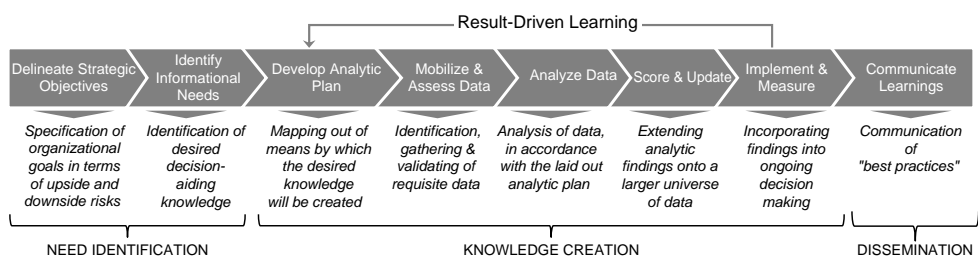 Result-Driven Learning
Delineate Strategic
Objectives
Identify
Informational
Needs
Develop Analytic
Plan
Mobilize &
Assess Data
Analyze Data
Score & Update
Implement &
Measure
Communicate
Learnings
Specification of
organizational
goals in terms
of upside and
downside risks
Identification of
desired
decision-
aiding
knowledge
Mapping out of
means by which
the desired
knowledge
will be created
Identification,
gathering &
validating of
requisite data
Analysis of data,
in accordance
with the laid out
analytic plan
Extending
analytic
findings onto a
larger universe
of data
Incorporating
findings into
ongoing
decision
making
Communication
of
"best practices"
NEED IDENTIFICATION
KNOWLEDGE CREATION
DISSEMINATION